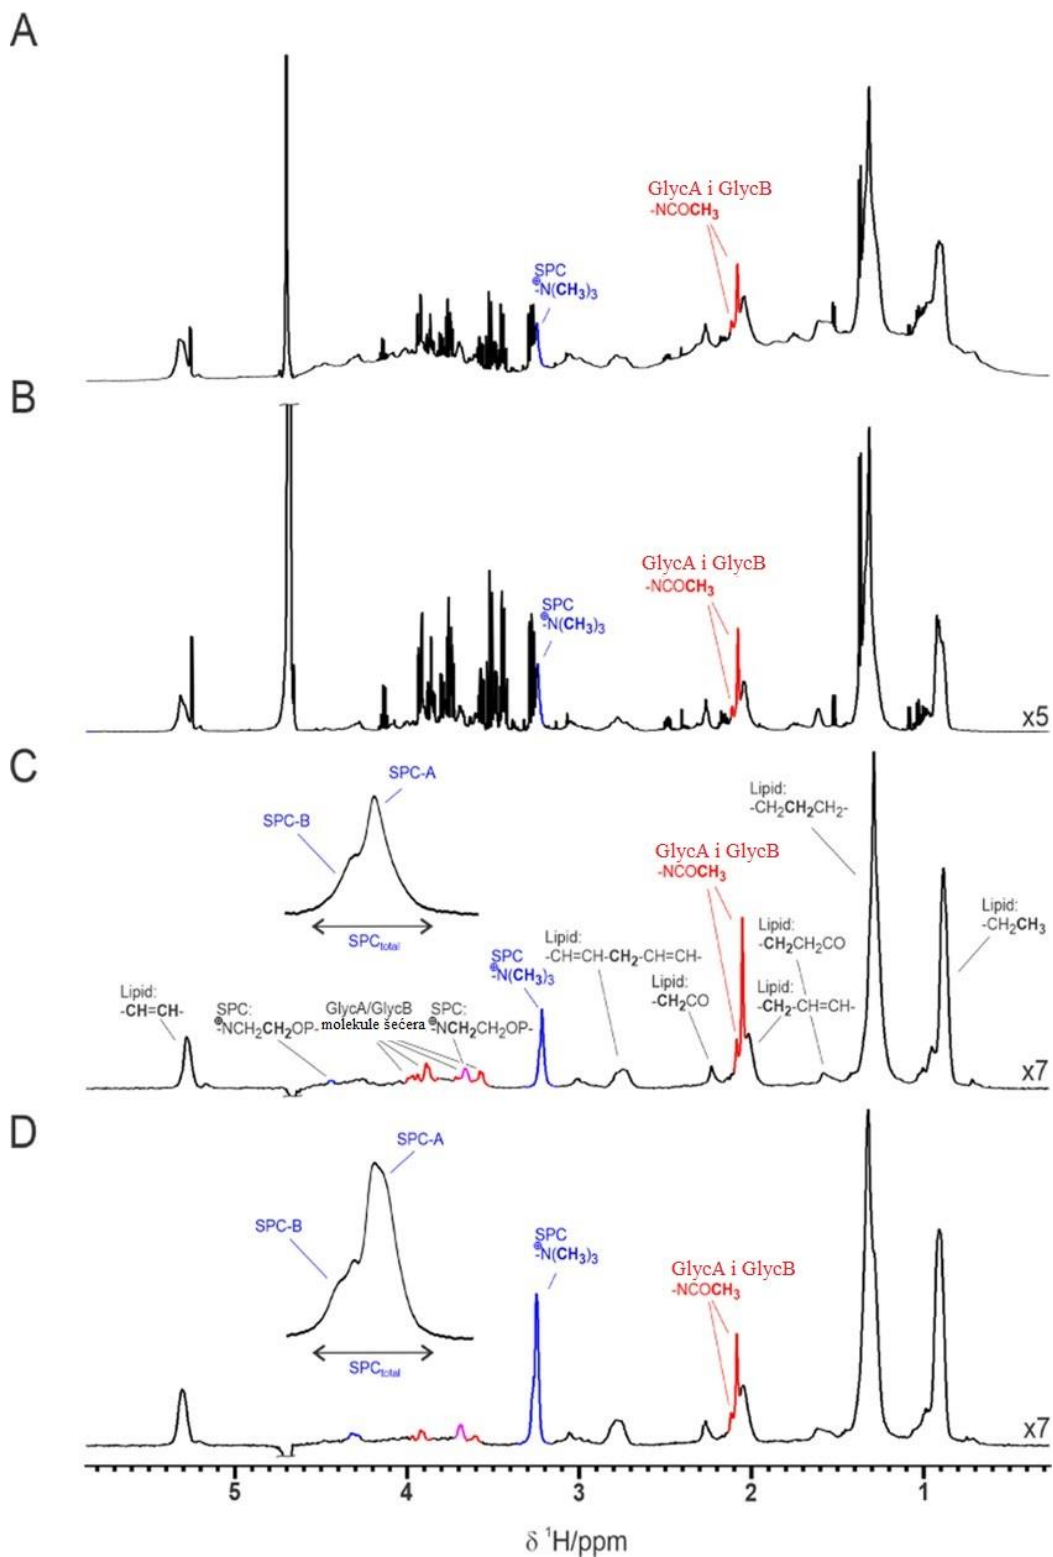 A
GlycA i GlycB
-NCOCH₃
SPC
⊕
-N(CH₃)₃
B
GlycA i GlycB
-NCOCH₃
SPC
⊕
-N(CH₃)₃
x5
C
SPC-A
SPC-B
SPCtotal
Lipid:
-CH₂CH₂CH₂-
GlycA i GlycB
-NCOCH₃
Lipid:
-CH₂CH₃
Lipid:
-CH₂CH₂CO
Lipid:
-CH=CH-CH₂-CH=CH-
SPC
⊕
-N(CH₃)₃
Lipid:
-CH₂CO
Lipid:
-CH₂-CH=CH-
Lipid:
-CH=CH-
SPC:
⊕
-NCH₂CH₂OP-
GlycA/GlycB
molekule šećera
SPC:
⊕
-NCH₂CH₂OP-
x7
D
SPC-A
SPC-B
SPCtotal
SPC
⊕
-N(CH₃)₃
GlycA i GlycB
-NCOCH₃
x7
5 4 3 2 1
δ ¹H/ppm